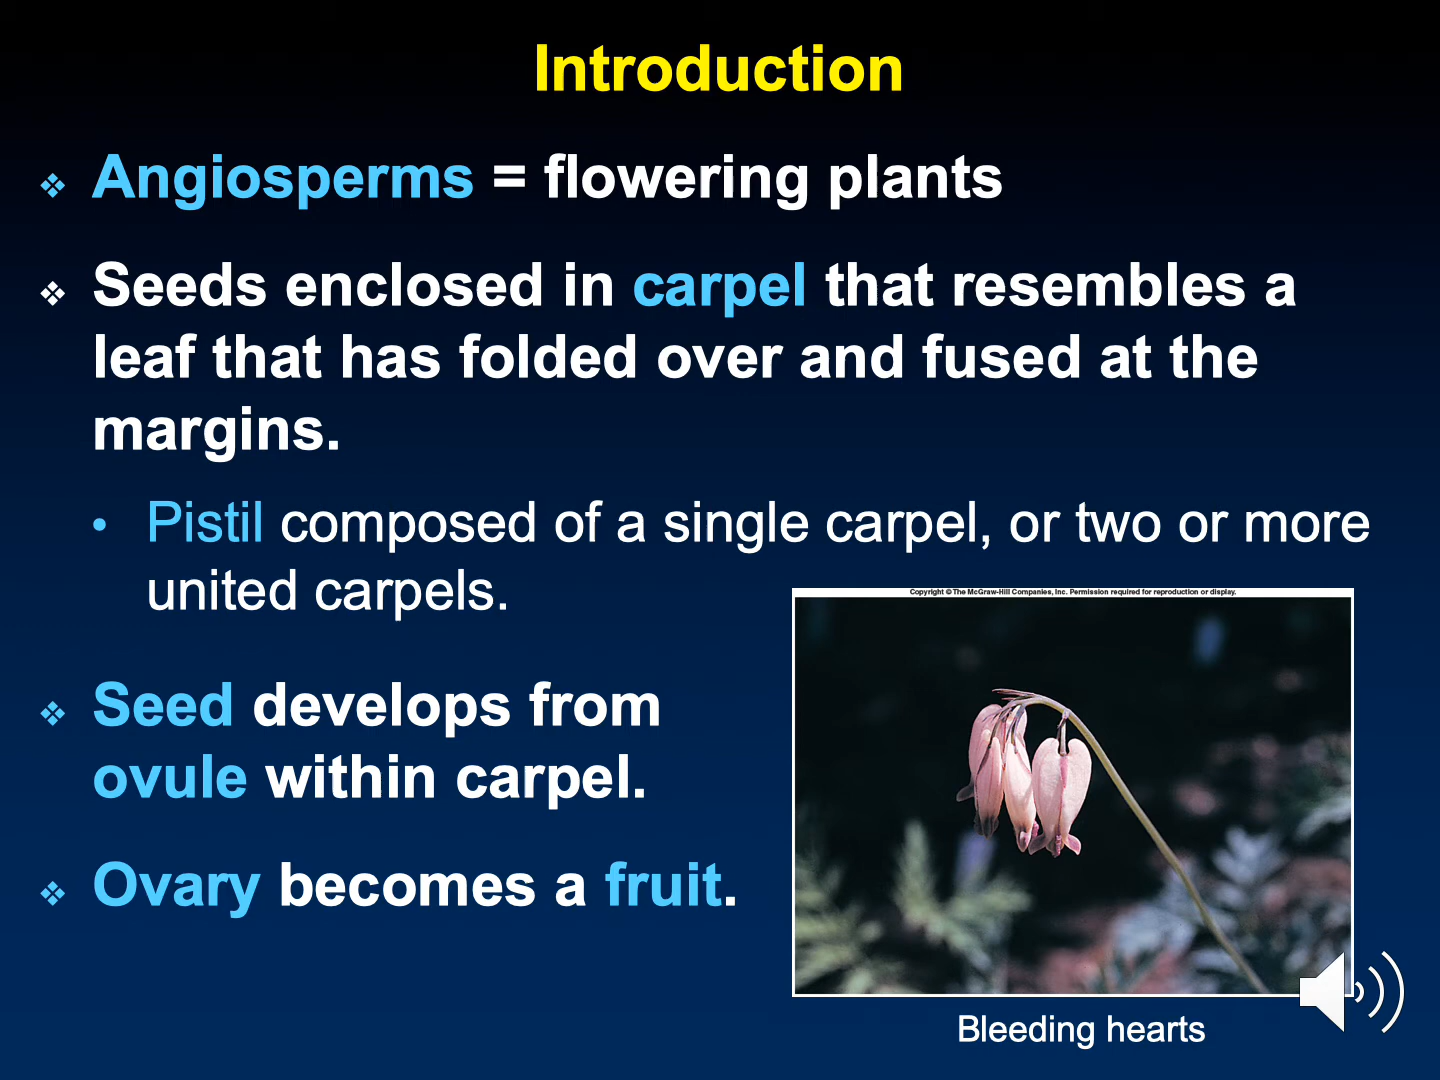 Introduction
❖ Angiosperms = flowering plants
❖ Seeds enclosed in carpel that resembles a
leaf that has folded over and fused at the
margins.
• Pistil composed of a single carpel, or two or more
united carpels.
Copyright © The McGraw-Hill Companies, Inc. Permission required for reproduction or display.
❖ Seed develops from
ovule within carpel.
❖ Ovary becomes a fruit.
Bleeding hearts